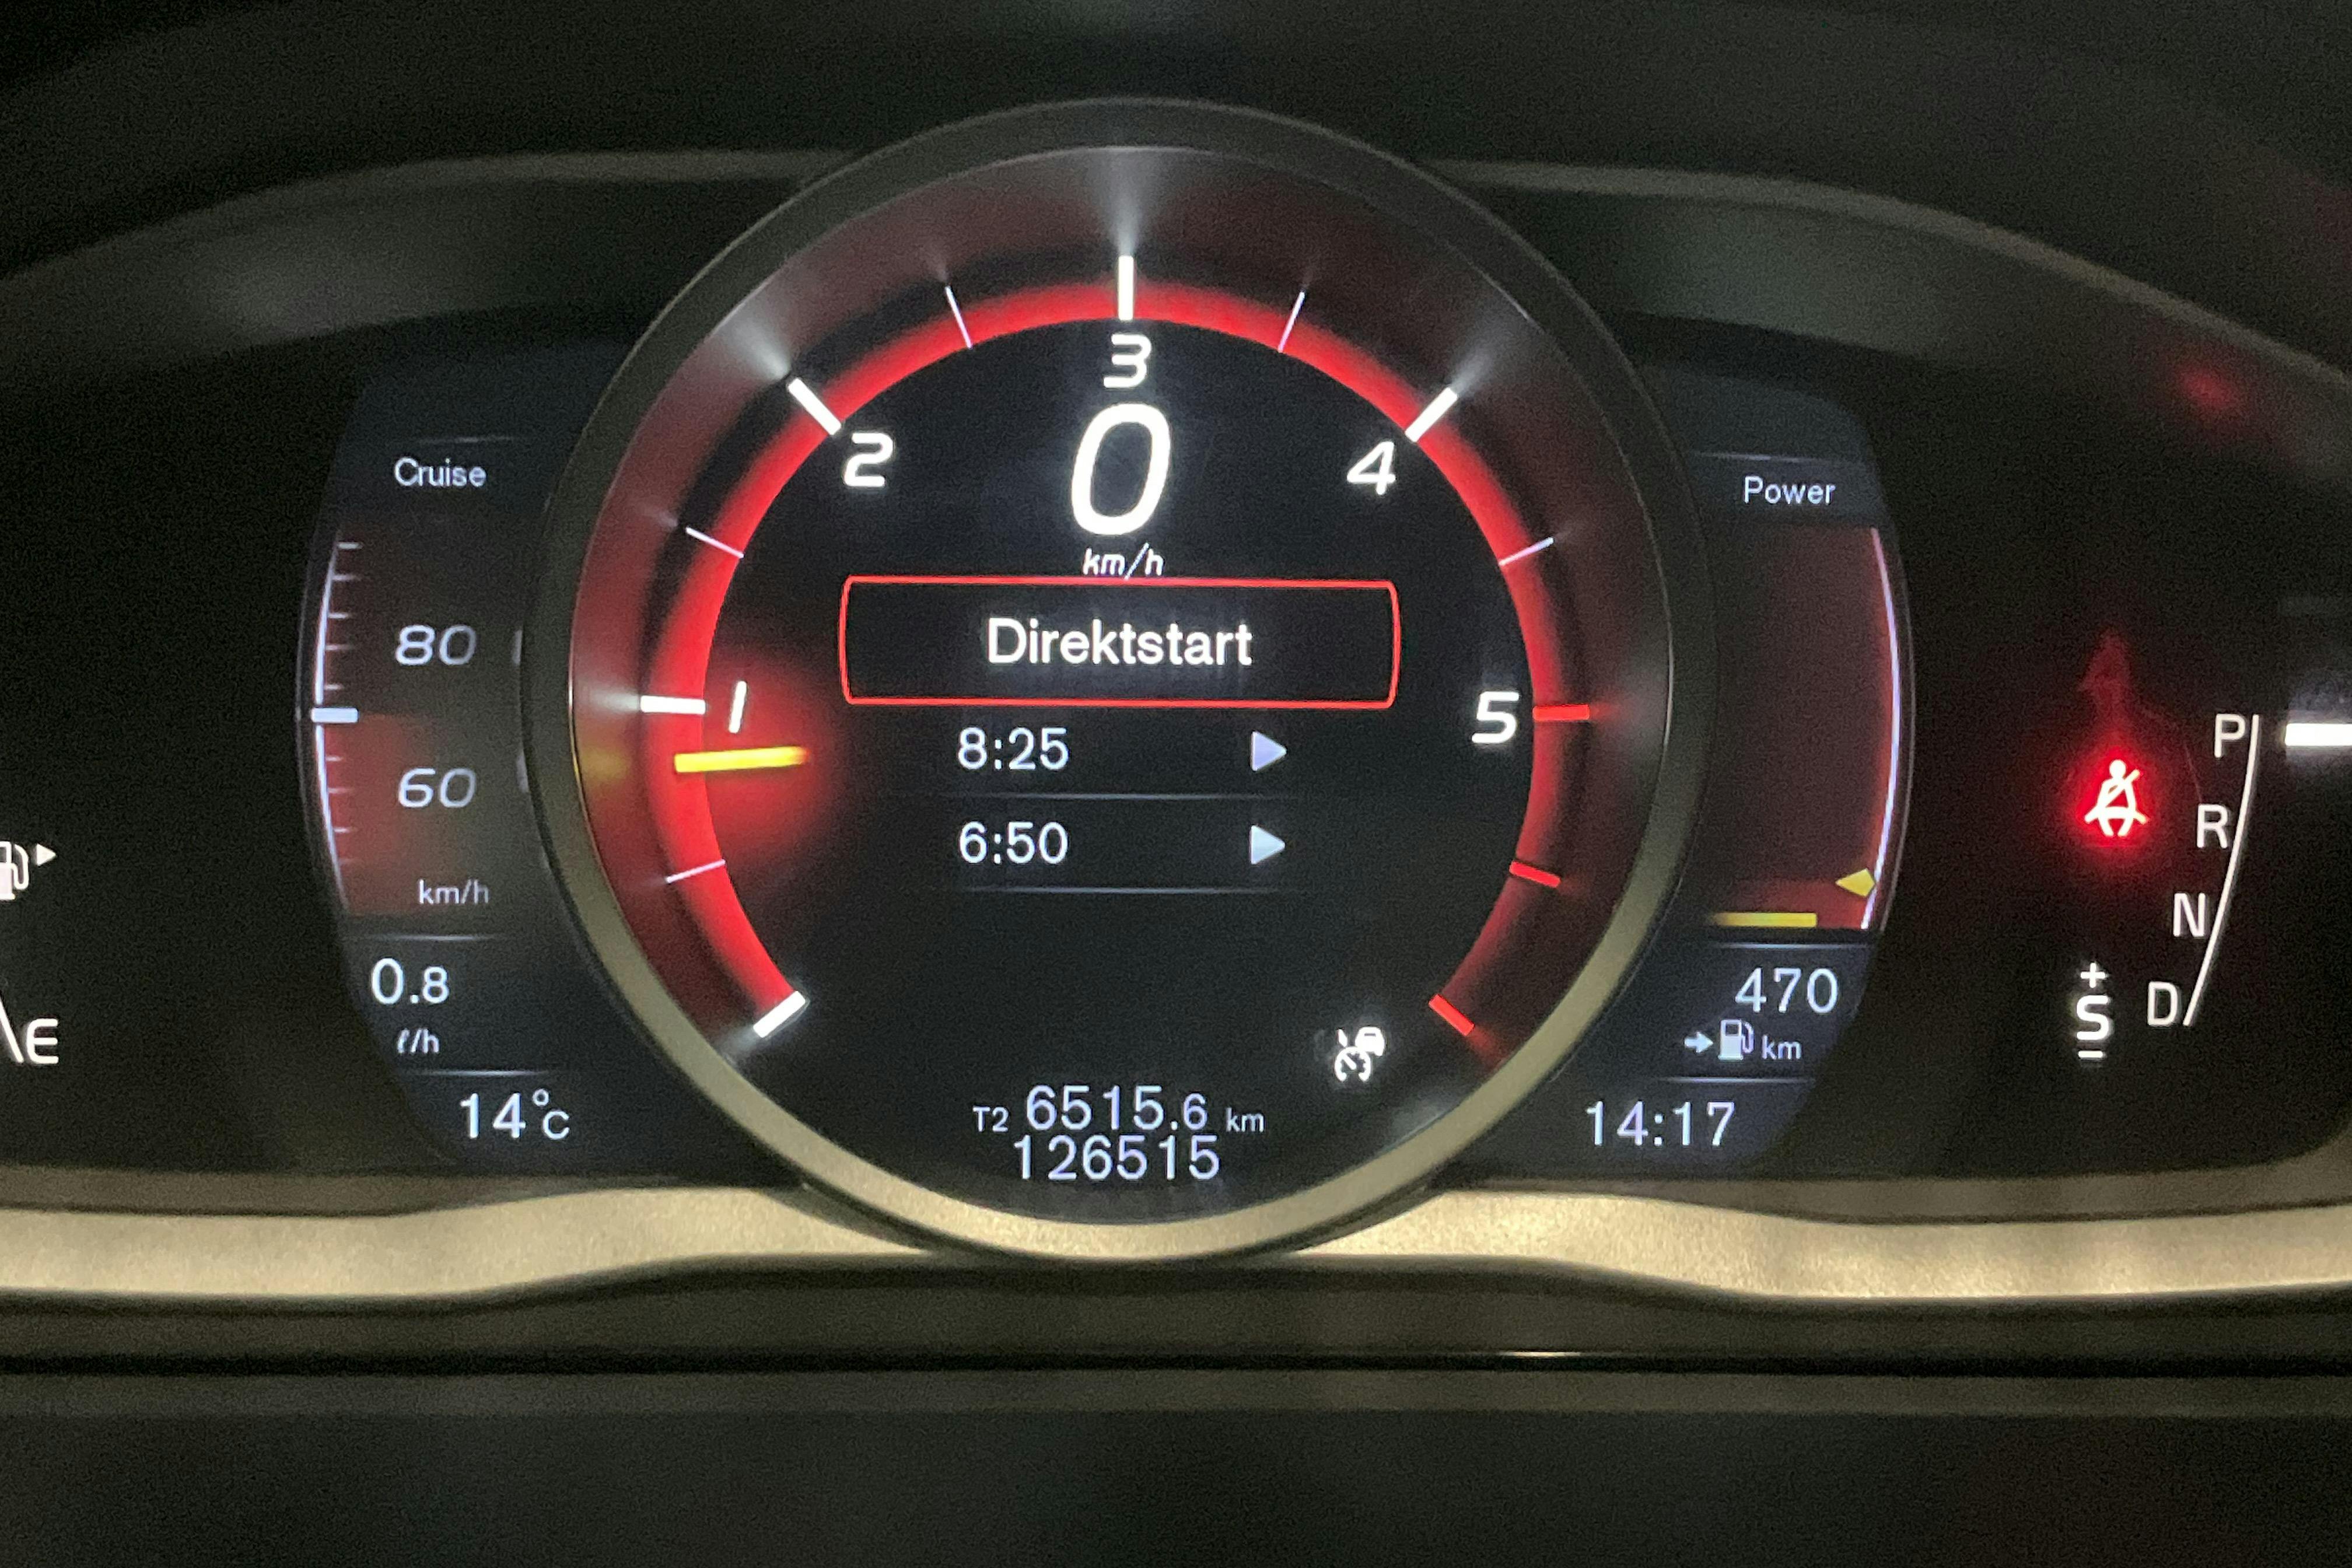 3
2
4
0
km/h
Cruise
Power
80
Direktstart
1
5
8:25
P
60
R
6:50
km/h
N
0.8
ℓ/h
470
km
+
S
-
D
E
14°C
T2 6515.6 km
14:17
126515